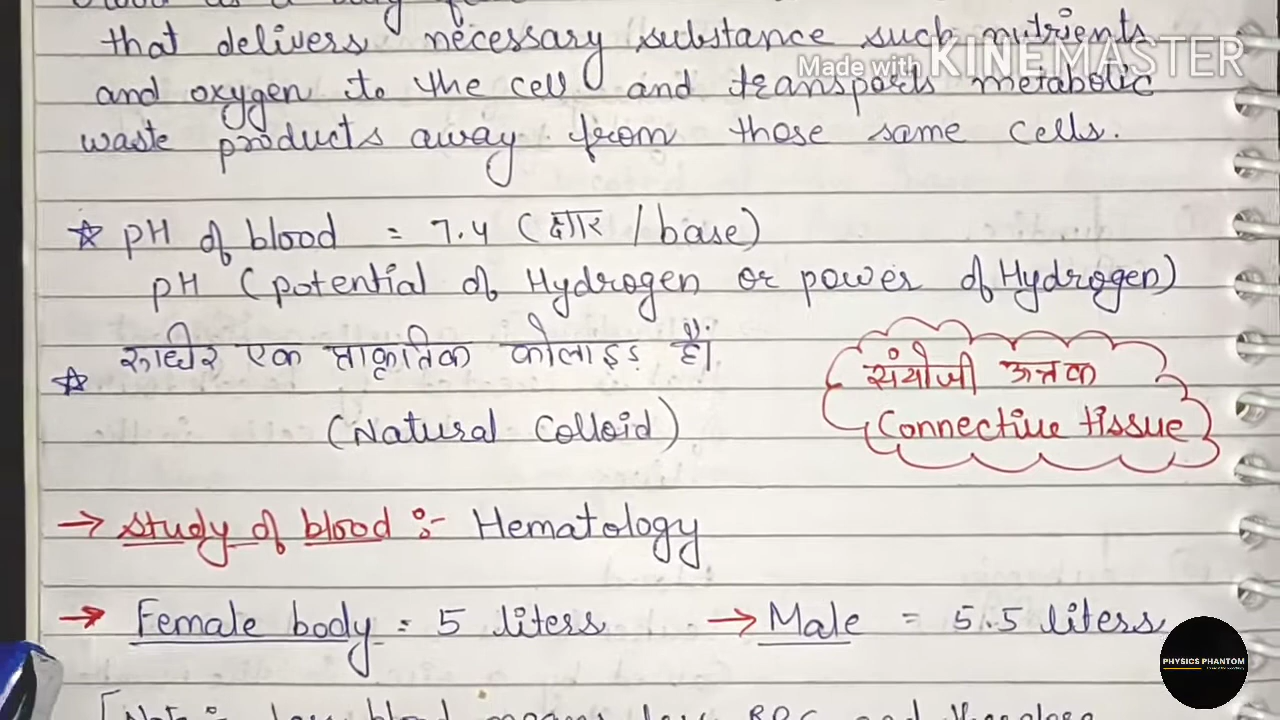 that delivers necessary substance such nutrients
Made with KINEMASTER
and oxygen to the cell and transports metabolic
waste products away from those same cells.
☆ pH of blood = 7.4 (क्षार / base)
pH (potential of Hydrogen or power of Hydrogen)
☆ रूधीर एक प्राकृतिक कोलाइड है।
(Natural Colloid)
संयोजी ऊत्तक
Connective tissue
→ Study of blood :- Hematology
→ Female body = 5 liters → Male = 5.5 liters
PHYSICS PHANTOM